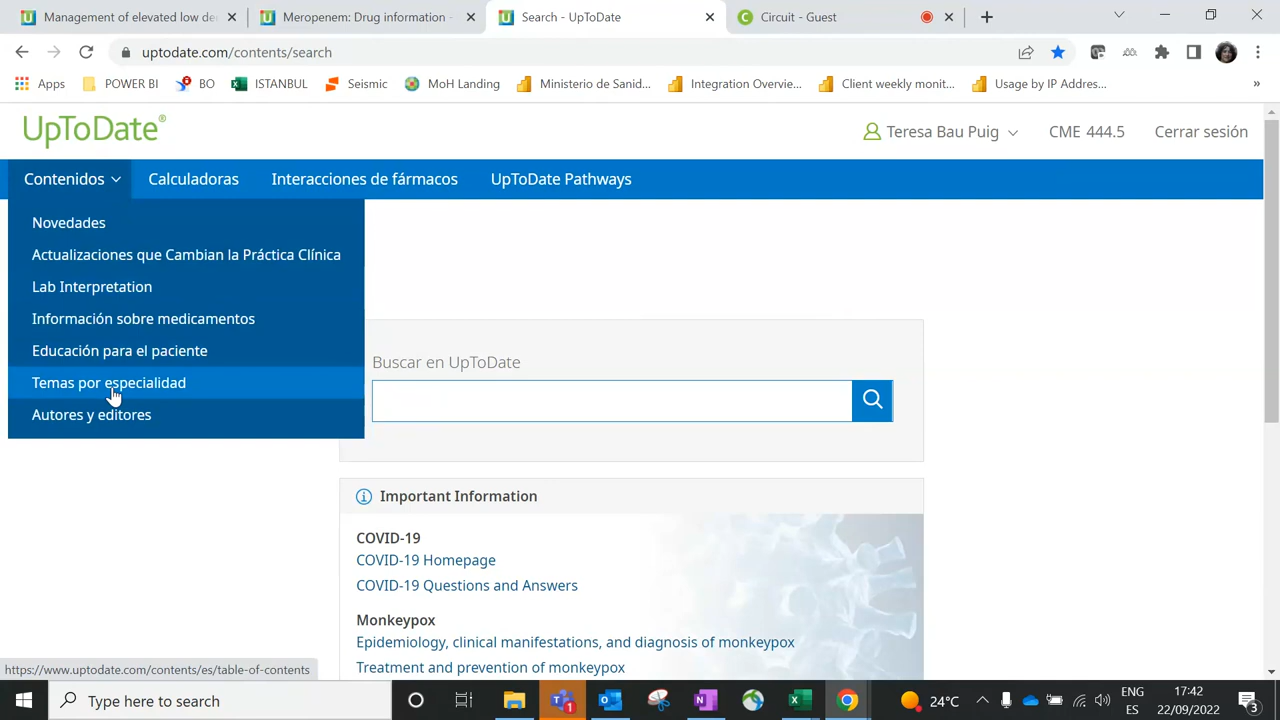 Management of elevated low de
Meropenem: Drug information -
Search - UpToDate
Circuit - Guest
uptodate.com/contents/search
Apps
POWER BI
BO
ISTANBUL
Seismic
MoH Landing
Ministerio de Sanid...
Integration Overvie...
Client weekly monit...
Usage by IP Addres...
»
UpToDate®
Teresa Bau Puig
CME 444.5
Cerrar sesión
Contenidos
Calculadoras
Interacciones de fármacos
UpToDate Pathways
Novedades
Actualizaciones que Cambian la Práctica Clínica
Lab Interpretation
Información sobre medicamentos
Educación para el paciente
Temas por especialidad
Autores y editores
Buscar en UpToDate
Important Information
COVID-19
COVID-19 Homepage
COVID-19 Questions and Answers
Monkeypox
Epidemiology, clinical manifestations, and diagnosis of monkeypox
Treatment and prevention of monkeypox
https://www.uptodate.com/contents/es/table-of-contents
Type here to search
1
24°C
ENG
ES
17:42
22/09/2022
3